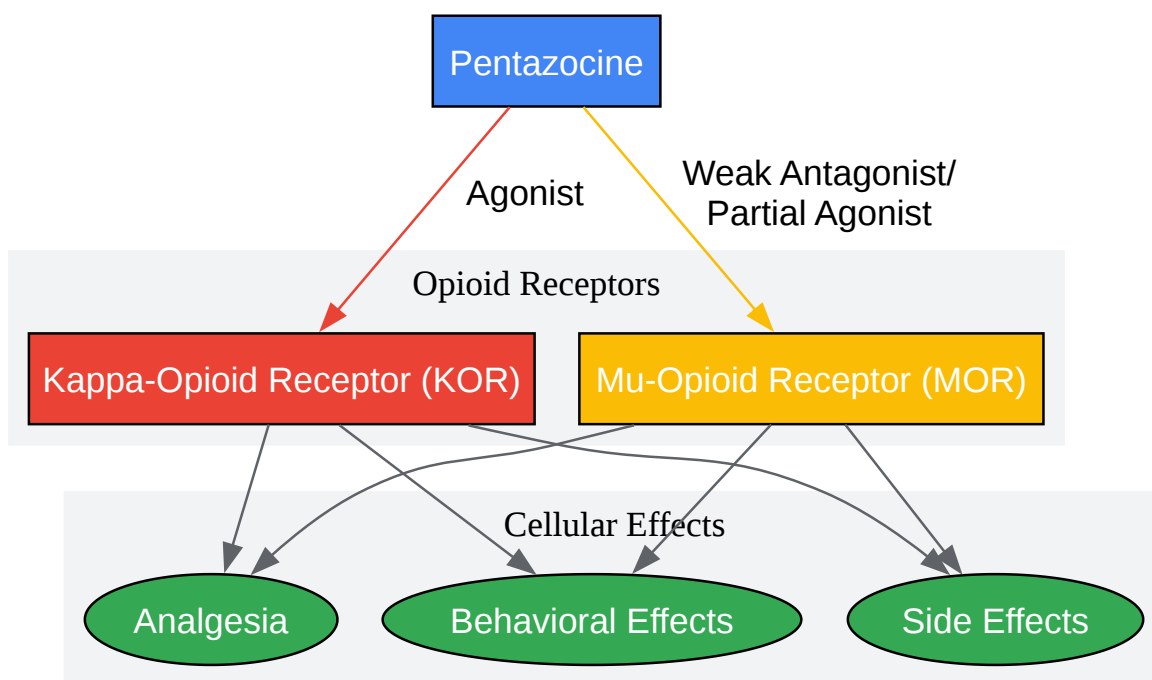 Pentazocine
Agonist
Weak Antagonist/
Partial Agonist
Opioid Receptors
Kappa-Opioid Receptor (KOR)
Mu-Opioid Receptor (MOR)
Cellular Effects
Analgesia
Behavioral Effects
Side Effects